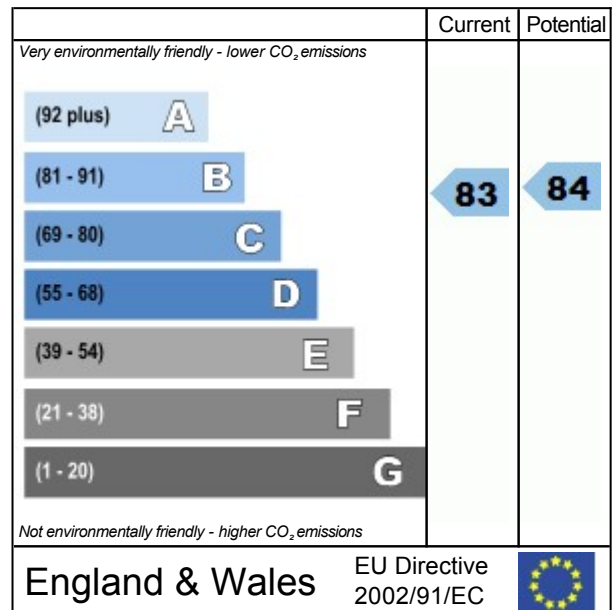 Current Potential
Very environmentally friendly - lower CO₂ emissions
(92 plus) A
(81 - 91) B
83 84
(69 - 80) C
(55 - 68) D
(39 - 54) E
(21 - 38) F
(1 - 20) G
Not environmentally friendly - higher CO₂ emissions
England & Wales
EU Directive
2002/91/EC